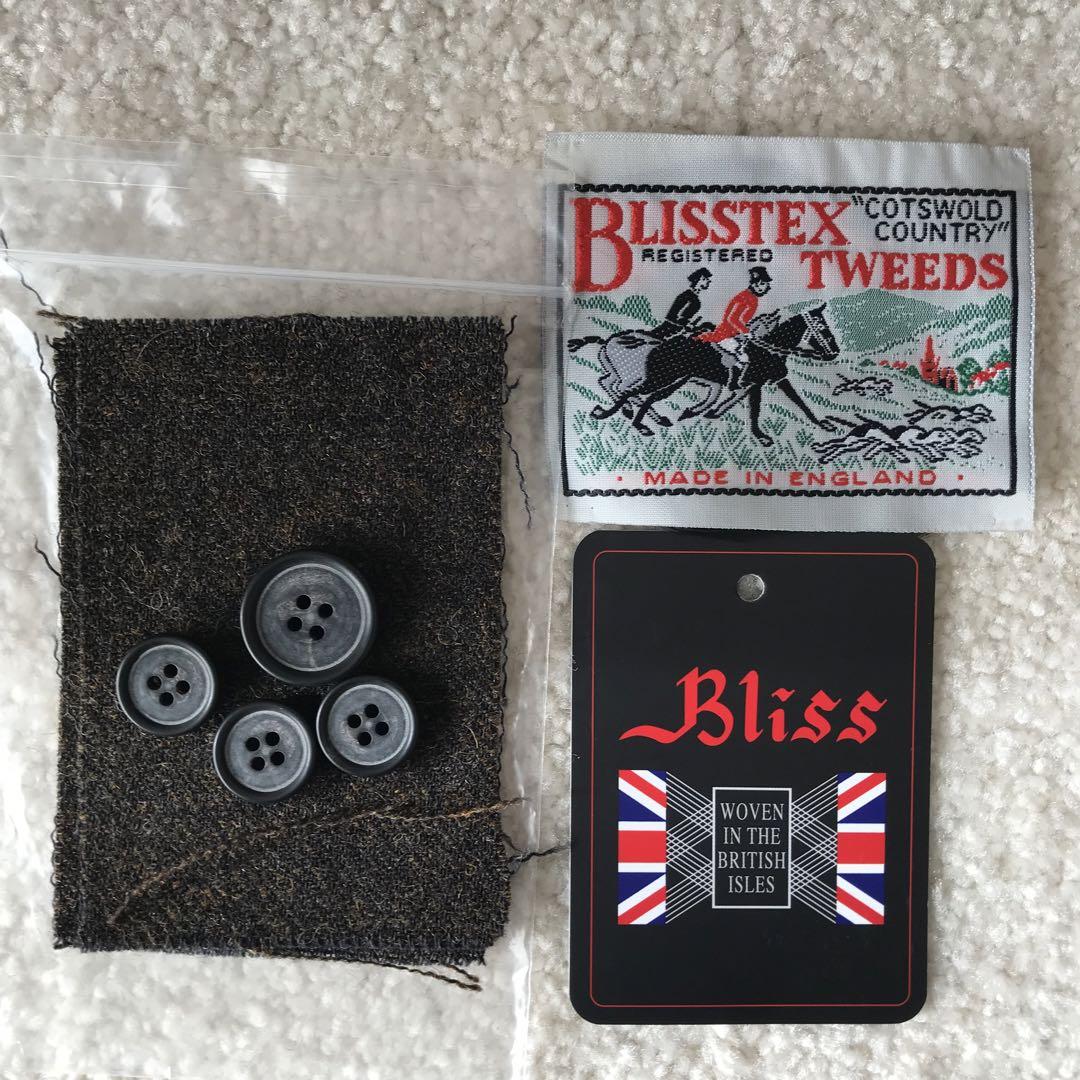 BLISSTEX "COTSWOLD
COUNTRY"
REGISTERED TWEEDS
· MADE IN ENGLAND ·
Bliss
WOVEN
IN THE
BRITISH
ISLES